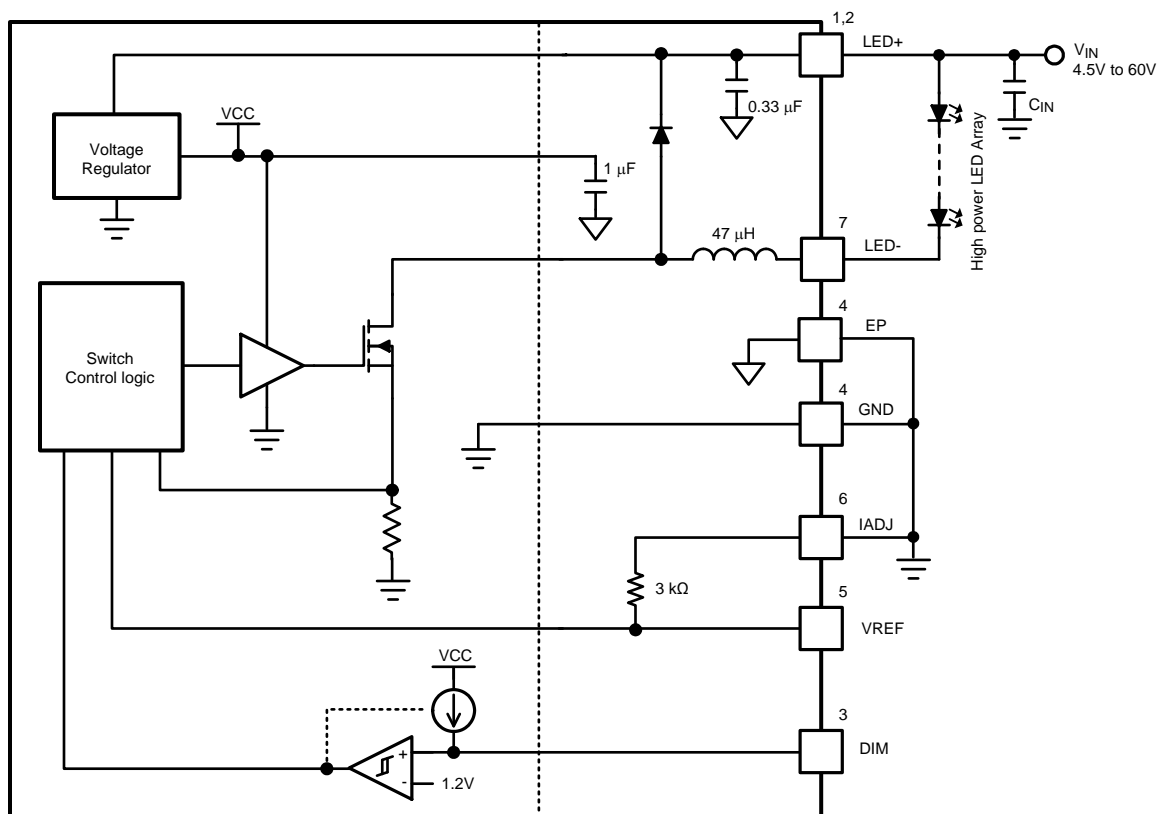 1,2
LED+
VIN
4.5V to 60V
0.33 μF
CIN
VCC
Voltage
Regulator
1 μF
High power LED Array
7
47 μH
LED-
4
EP
Switch
Control logic
4
GND
6
IADJ
3 kΩ
5
VREF
VCC
3
DIM
+
-
1.2V